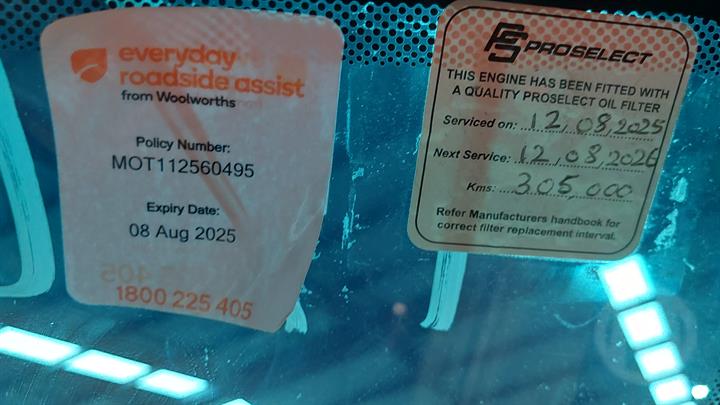 everyday
roadside assist
from Woolworths
Policy Number:
MOT112560495
Expiry Date:
08 Aug 2025
1800 225 405
PS PROSELECT
THIS ENGINE HAS BEEN FITTED WITH
A QUALITY PROSELECT OIL FILTER
Serviced on: 12,08,2025
Next Service: 12,08,2026
Kms: 305,000
Refer Manufacturers handbook for
correct filter replacement interval.